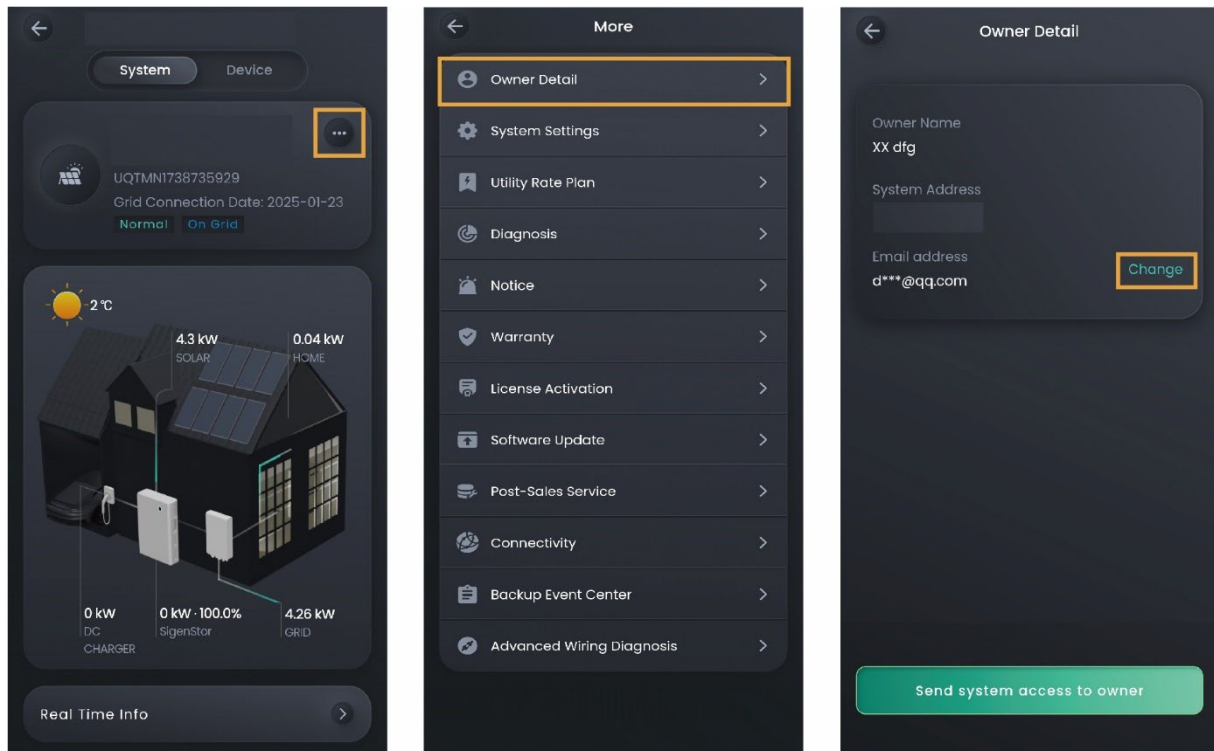 System Device
UQTMN1738735929
Grid Connection Date: 2025-01-23
Normal On Grid
-2 ℃
4.3 kW
SOLAR
0.04 kW
HOME
0 kW
DC
CHARGER
0 kW · 100.0%
SigenStor
4.26 kW
GRID
Real Time Info
More
Owner Detail
System Settings
Utility Rate Plan
Diagnosis
Notice
Warranty
License Activation
Software Update
Post-Sales Service
Connectivity
Backup Event Center
Advanced Wiring Diagnosis
Owner Detail
Owner Name
XX dfg
System Address
Email address
d***@qq.com
Change
Send system access to owner